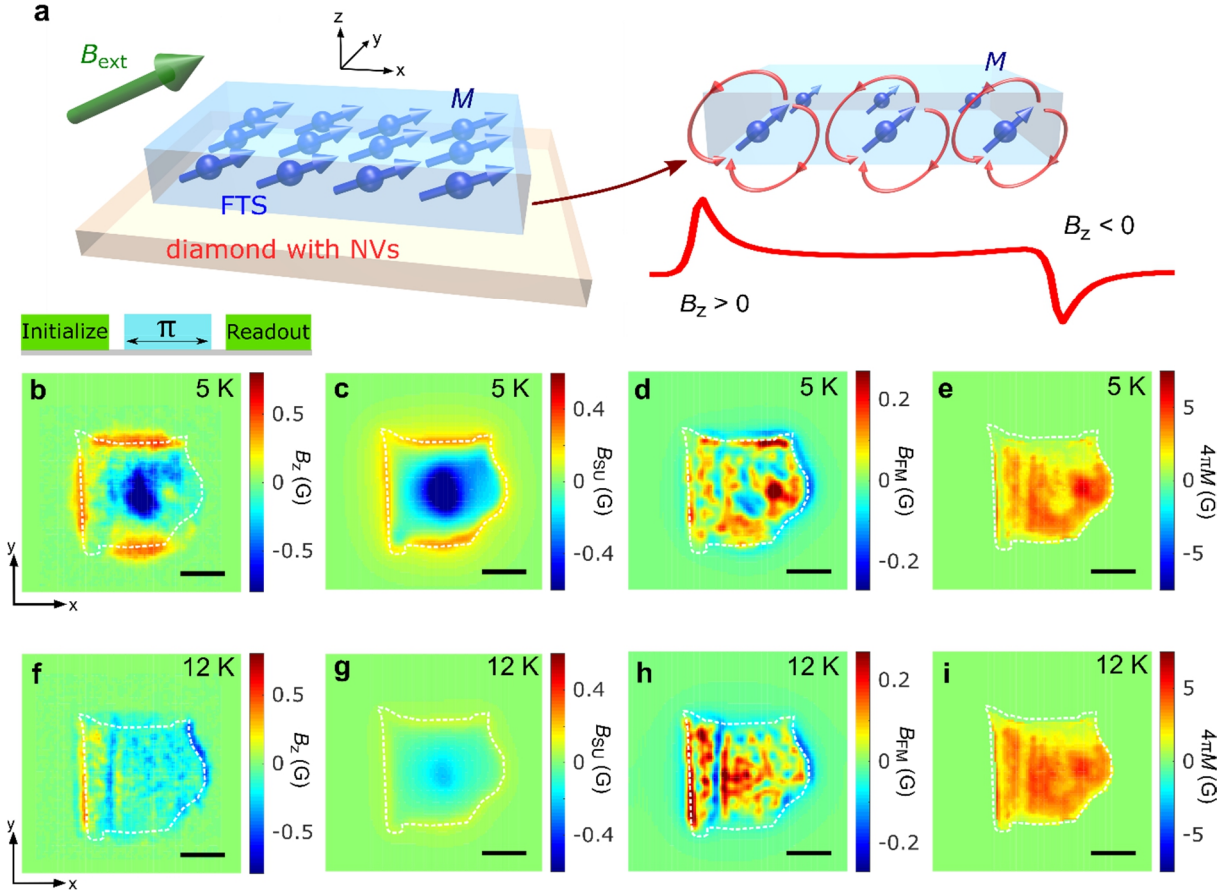 a
B_ext
z
y
x
M
FTS
diamond with NVs
M
B_z > 0
B_z < 0
Initialize
π
Readout
b
5 K
0.5
0
-0.5
B_z (G)
c
5 K
0.4
0
-0.4
B_SU (G)
d
5 K
0.2
0
-0.2
B_FM (G)
e
5 K
5
0
-5
4πM (G)
y
x
f
12 K
0.5
0
-0.5
B_z (G)
g
12 K
0.4
0
-0.4
B_SU (G)
h
12 K
0.2
0
-0.2
B_FM (G)
i
12 K
5
0
-5
4πM (G)
y
x